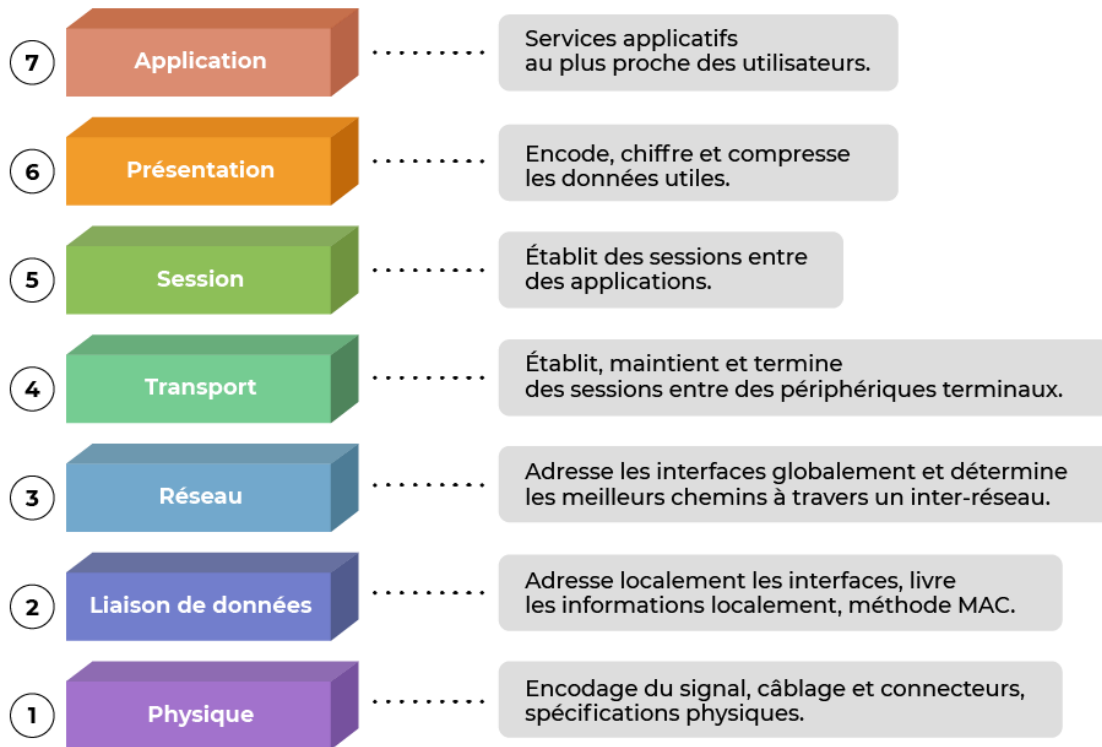 7
Application
Services applicatifs
au plus proche des utilisateurs.
6
Présentation
Encode, chiffre et compresse
les données utiles.
5
Session
Établit des sessions entre
des applications.
4
Transport
Établit, maintient et termine
des sessions entre des périphériques terminaux.
3
Réseau
Adresse les interfaces globalement et détermine
les meilleurs chemins à travers un inter-réseau.
2
Liaison de données
Adresse localement les interfaces, livre
les informations localement, méthode MAC.
1
Physique
Encodage du signal, câblage et connecteurs,
spécifications physiques.